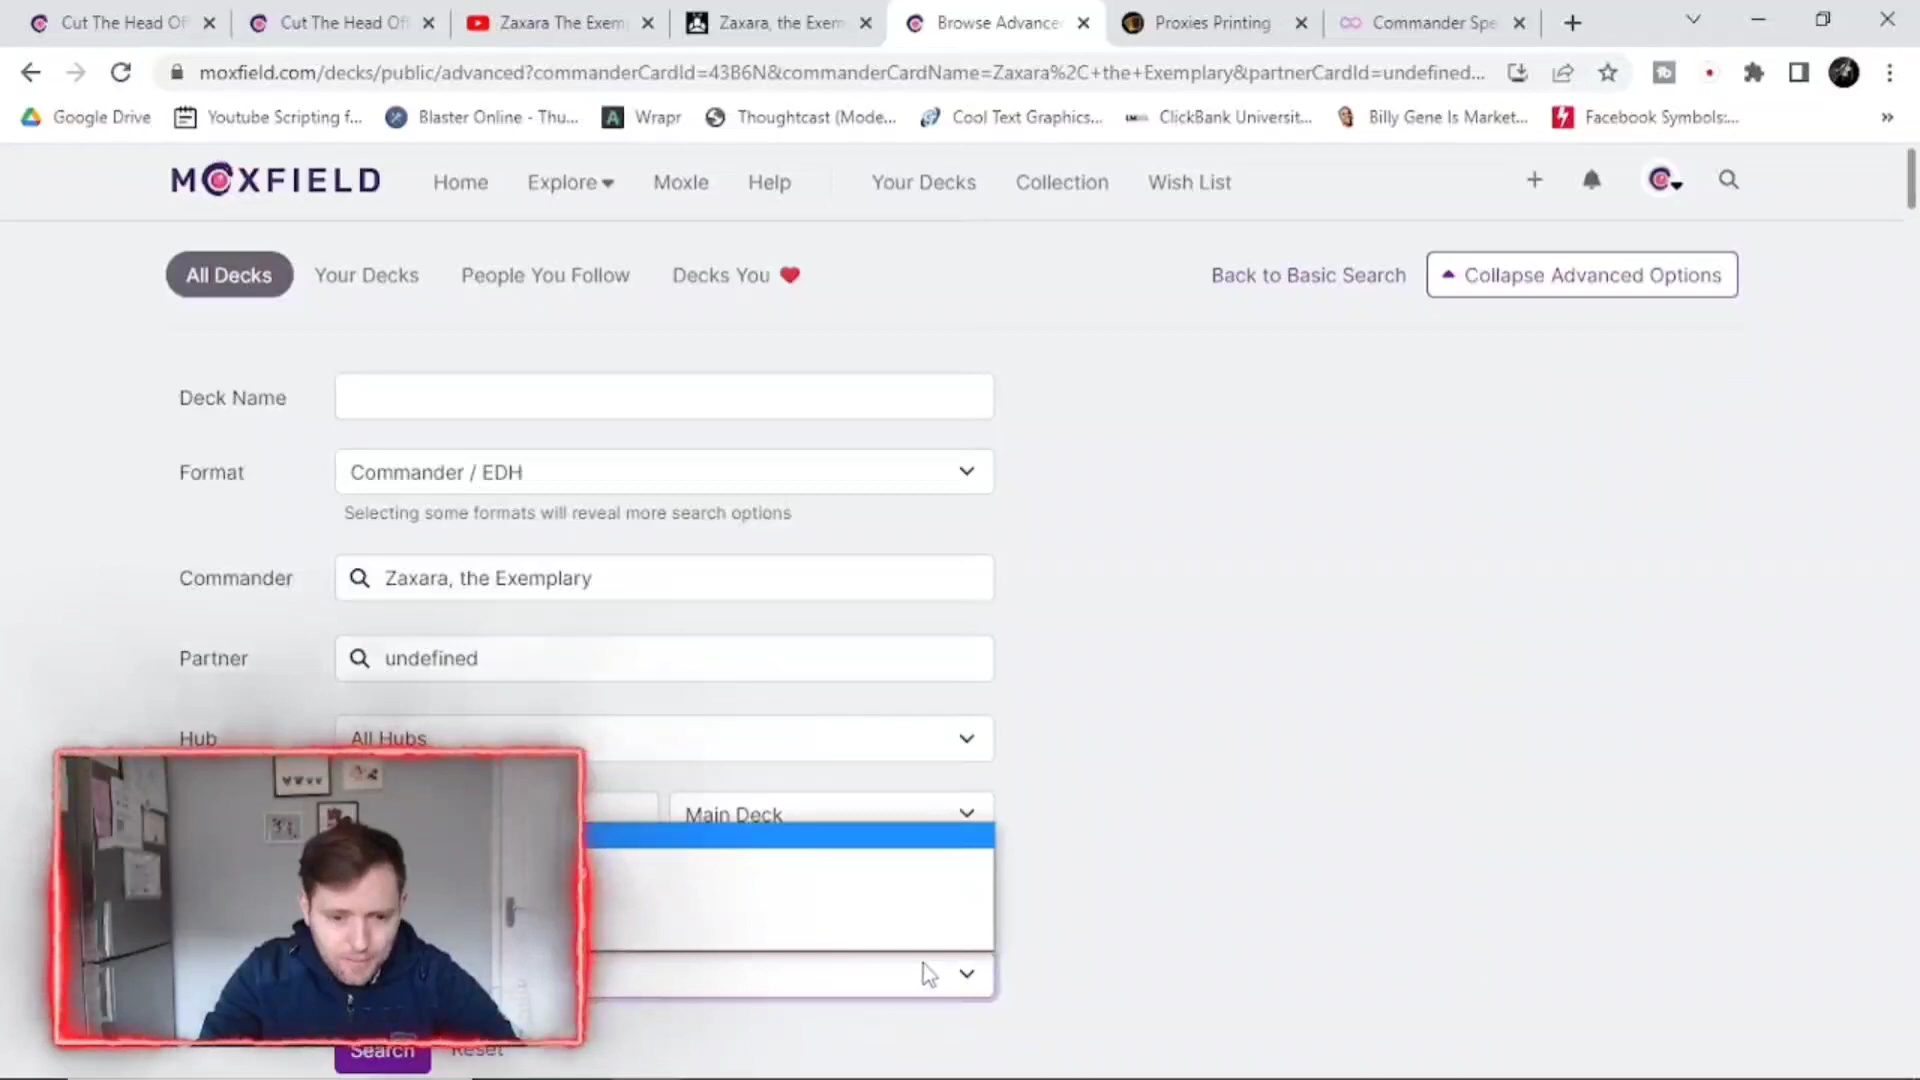 Cut The Head Of
Cut The Head Of
Zaxara The Exem
Zaxara, the Exem
Browse Advance
Proxies Printing
Commander Spe
moxfield.com/decks/public/advanced?commanderCardId=43B6N&commanderCardName=Zaxara%2C+the+Exemplary&partnerCardId=undefined...
Google Drive
Youtube Scripting f...
Blaster Online - Thu...
Wrapr
Thoughtcast (Mode...
Cool Text Graphics...
ClickBank Universit...
Billy Gene Is Market...
Facebook Symbols:...
»
MOXFIELD
Home
Explore
Moxle
Help
Your Decks
Collection
Wish List
All Decks
Your Decks
People You Follow
Decks You ❤
Back to Basic Search
Collapse Advanced Options
Deck Name
Format
Commander / EDH
Selecting some formats will reveal more search options
Commander
Zaxara, the Exemplary
Partner
undefined
Hub
All Hubs
Main Deck
Search
Reset